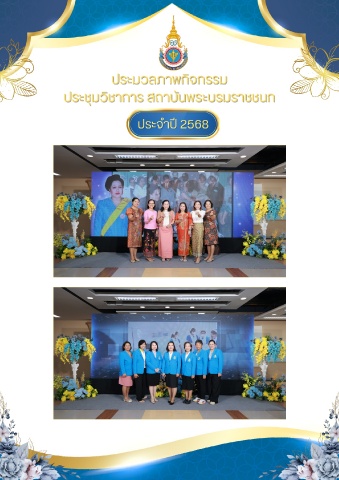 ประมวลภาพกิจกรรม
ประชุมวิชาการ สถาบันพระบรมราชชนก
ประจำปี 2568